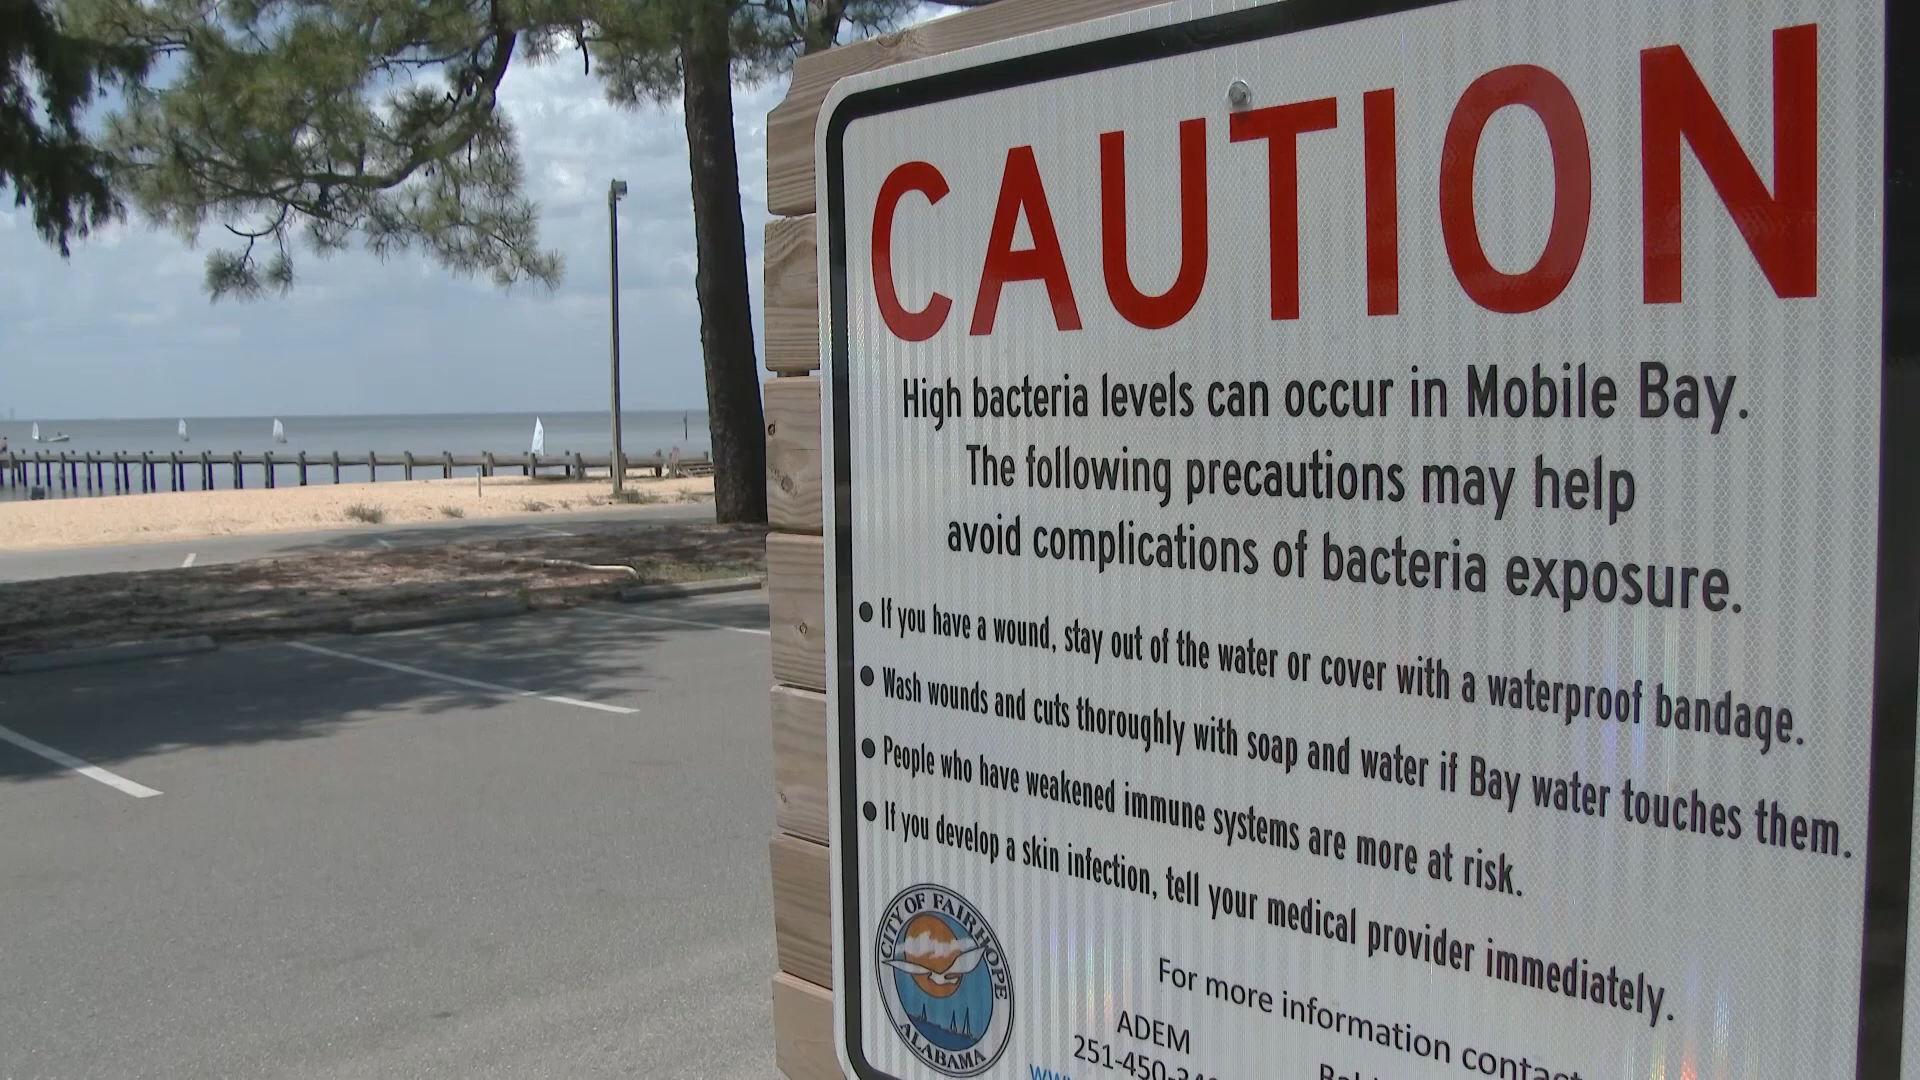 CAUTION
High bacteria levels can occur in Mobile Bay.
The following precautions may help
avoid complications of bacteria exposure.
• If you have a wound, stay out of the water or cover with a waterproof bandage.
• Wash wounds and cuts thoroughly with soap and water if Bay water touches them.
• People who have weakened immune systems are more at risk.
• If you develop a skin infection, tell your medical provider immediately.
CITY OF FAIRHOPE
ALABAMA
For more information contact
ADEM
251-450-34